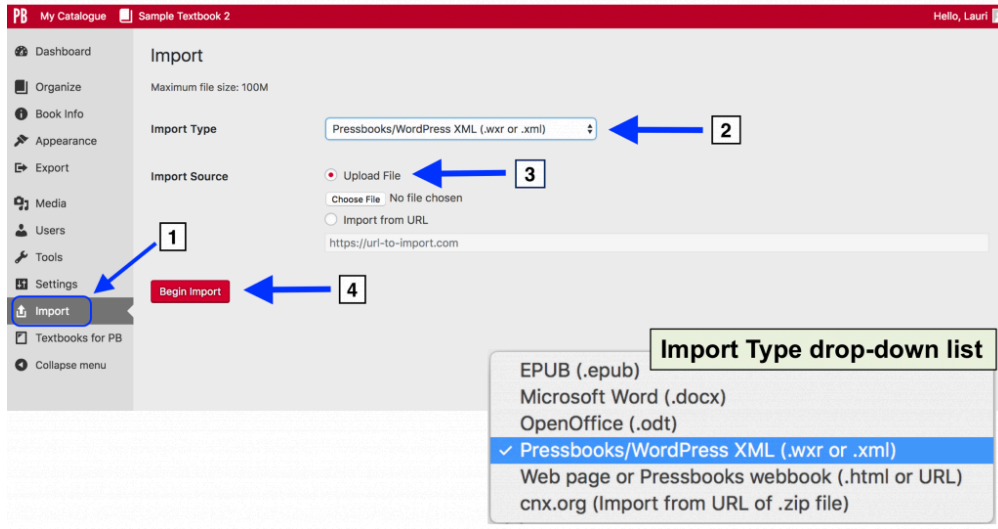 PB My Catalogue Sample Textbook 2 Hello, Lauri
Dashboard
Organize
Book Info
Appearance
Export
Media
Users
Tools
Settings
Import
Textbooks for PB
Collapse menu
Import
Maximum file size: 100M
Import Type Pressbooks/WordPress XML (.wxr or .xml) 2
Import Source Upload File 3
Choose File No file chosen
Import from URL
https://url-to-import.com
1
Begin Import 4
Import Type drop-down list
EPUB (.epub)
Microsoft Word (.docx)
OpenOffice (.odt)
✓ Pressbooks/WordPress XML (.wxr or .xml)
Web page or Pressbooks webbook (.html or URL)
cnx.org (Import from URL of .zip file)